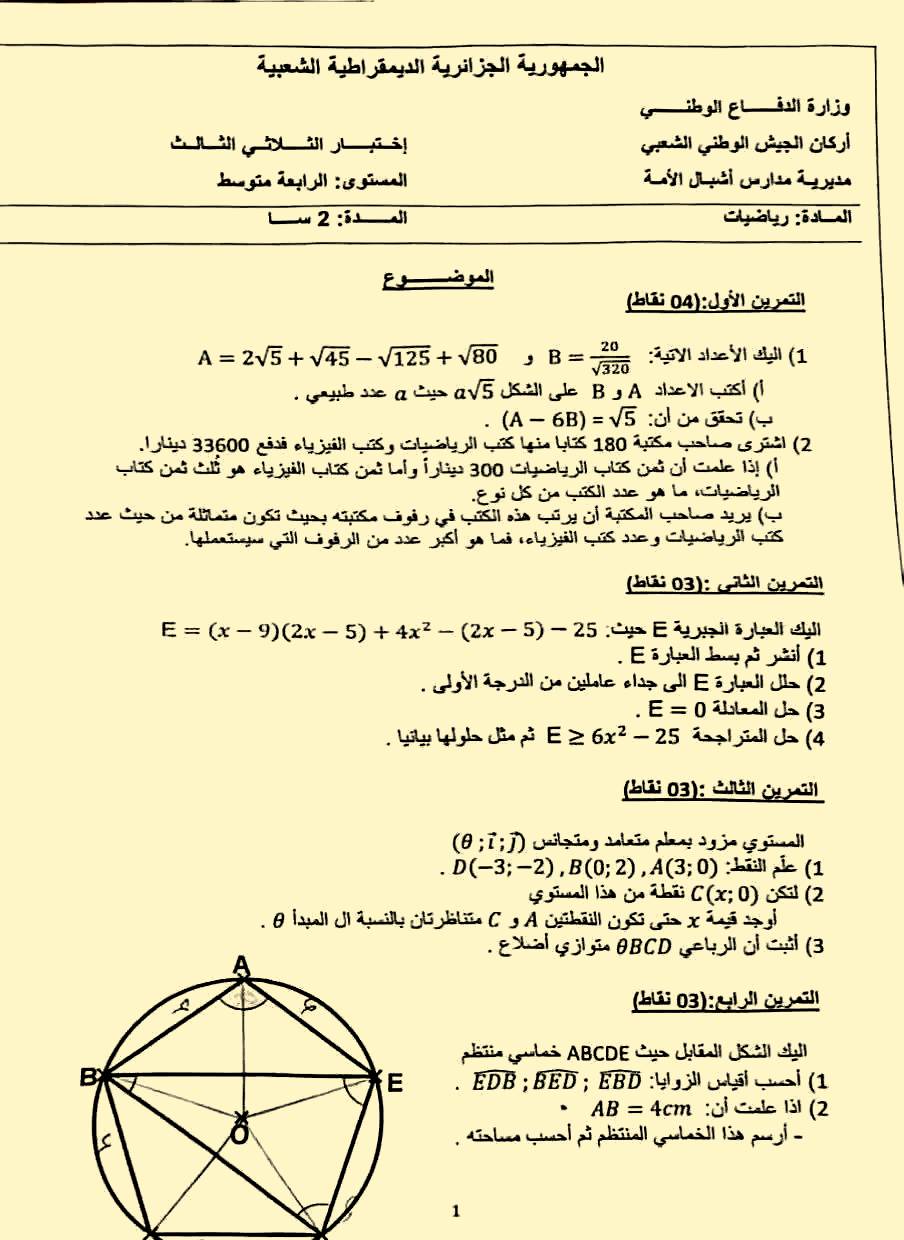 الجمهورية الجزائرية الديمقراطية الشعبية
وزارة الدفــاع الوطنــي
أركان الجيش الوطني الشعبي
إختبــار الثــلاثــي الثــالــث
مديرية مدارس أشبال الأمة
المستوى: الرابعة متوسط
المــادة: رياضيات
المــدة: 2 ســا
الموضــوع
التمرين الأول:(04 نقاط)
1) اليك الأعداد الاتية: B = 20/√320 و A = 2√5 + √45 − √125 + √80
أ) أكتب الاعداد A و B على الشكل a√5 حيث a عدد طبيعي .
ب) تحقق من أن: (A − 6B) = √5 .
2) اشترى صاحب مكتبة 180 كتابا منها كتب الرياضيات وكتب الفيزياء فدفع 33600 دينارا.
أ) إذا علمت أن ثمن كتاب الرياضيات 300 ديناراً وأما ثمن كتاب الفيزياء هو ثُلث ثمن كتاب
الرياضيات، ما هو عدد الكتب من كل نوع.
ب) يريد صاحب المكتبة أن يرتب هذه الكتب في رفوف مكتبته بحيث تكون متماثلة من حيث عدد
كتب الرياضيات وعدد كتب الفيزياء، فما هو أكبر عدد من الرفوف التي سيستعملها.
التمرين الثاني :(03 نقاط)
اليك العبارة الجبرية E حيث: E = (x − 9)(2x − 5) + 4x² − (2x − 5) − 25
1) أنشر ثم بسط العبارة E .
2) حلل العبارة E الى جداء عاملين من الدرجة الأولى .
3) حل المعادلة E = 0 .
4) حل المتراجحة E ≥ 6x² − 25 ثم مثل حلولها بيانيا .
التمرين الثالث :(03 نقاط)
المستوي مزود بمعلم متعامد ومتجانس (θ ; i⃗ ; j⃗)
1) علّم النقط: D(−3; −2) , B(0; 2) , A(3; 0) .
2) لتكن C(x; 0) نقطة من هذا المستوي
أوجد قيمة x حتى تكون النقطتين A و C متناظرتان بالنسبة ال المبدأ θ .
3) أثبت أن الرباعي θBCD متوازي أضلاع .
التمرين الرابع:(03 نقاط)
اليك الشكل المقابل حيث ABCDE خماسي منتظم
1) أحسب أقياس الزوايا: EBD ; BED ; EDB .
2) اذا علمت أن: AB = 4cm •
- أرسم هذا الخماسي المنتظم ثم أحسب مساحته .
A
B
E
O
1